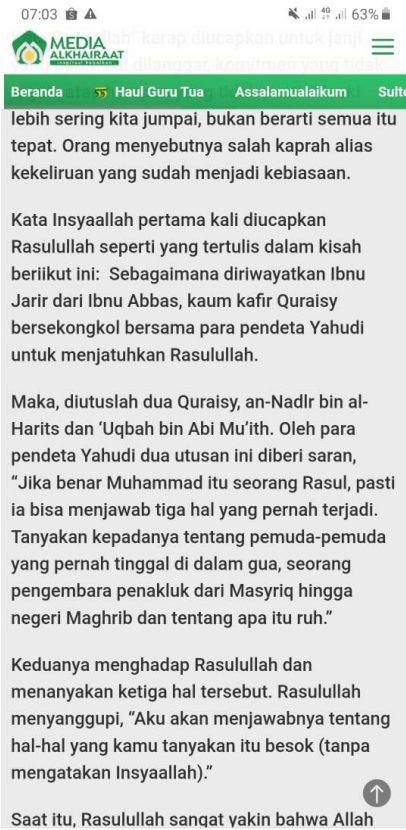 07:03
4G
63%
MEDIA
ALKHAIRAAT
Inspirasi Kebaikan
Beranda 55 Haul Guru Tua Assalamualaikum Sulte
lebih sering kita jumpai, bukan berarti semua itu
tepat. Orang menyebutnya salah kaprah alias
kekeliruan yang sudah menjadi kebiasaan.
Kata Insyaallah pertama kali diucapkan
Rasulullah seperti yang tertulis dalam kisah
beriikut ini: Sebagaimana diriwayatkan Ibnu
Jarir dari Ibnu Abbas, kaum kafir Quraisy
bersekongkol bersama para pendeta Yahudi
untuk menjatuhkan Rasulullah.
Maka, diutuslah dua Quraisy, an-Nadlr bin al-
Harits dan ‘Uqbah bin Abi Mu’ith. Oleh para
pendeta Yahudi dua utusan ini diberi saran,
“Jika benar Muhammad itu seorang Rasul, pasti
ia bisa menjawab tiga hal yang pernah terjadi.
Tanyakan kepadanya tentang pemuda-pemuda
yang pernah tinggal di dalam gua, seorang
pengembara penakluk dari Masyriq hingga
negeri Maghrib dan tentang apa itu ruh.”
Keduanya menghadap Rasulullah dan
menanyakan ketiga hal tersebut. Rasulullah
menyanggupi, “Aku akan menjawabnya tentang
hal-hal yang kamu tanyakan itu besok (tanpa
mengatakan Insyaallah).”
Saat itu, Rasulullah sangat yakin bahwa Allah